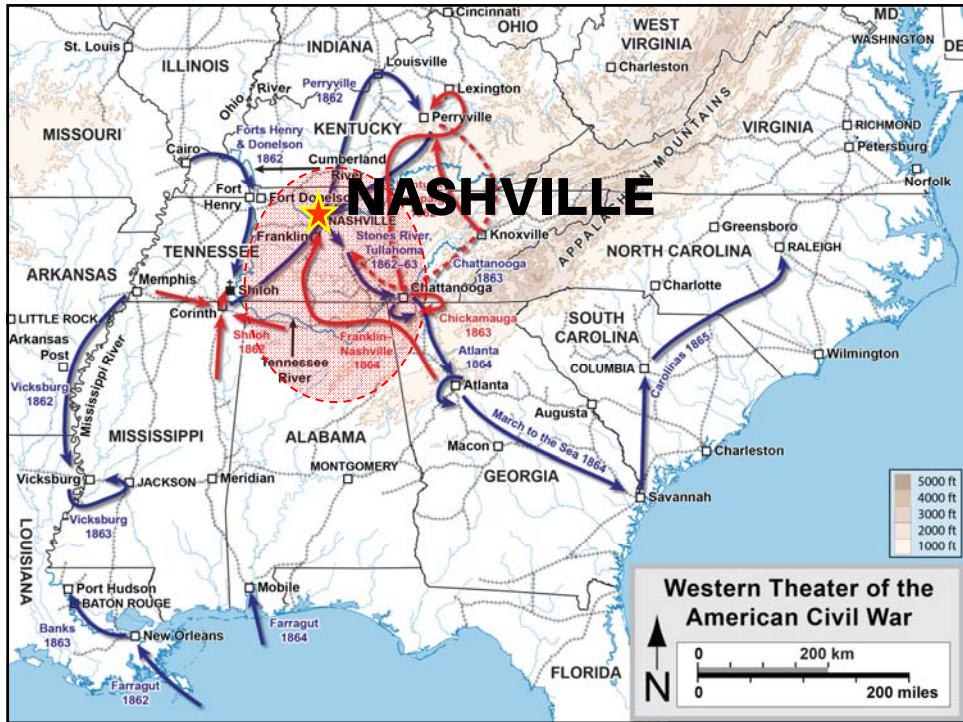 Cincinnati
OHIO
WEST
VIRGINIA
MD
WASHINGTON
DE
St. Louis
INDIANA
Louisville
Charleston
ILLINOIS
Ohio River
Perryville
1862
Lexington
Perryville
MISSOURI
KENTUCKY
VIRGINIA
RICHMOND
Petersburg
Norfolk
Forts Henry
& Donelson
1862
Cairo
Cumberland
River
APPALACHIAN MOUNTAINS
Fort
Henry
Fort Donelson
NASHVILLE
NASHVILLE
Franklin
TENNESSEE
Stones River,
Tullahoma
1862–63
Knoxville
Chattanooga
1863
Greensboro
RALEIGH
NORTH CAROLINA
ARKANSAS
Memphis
Shiloh
Chattanooga
Charlotte
LITTLE ROCK
Corinth
Arkansas
Post
Shiloh
1862
Tennessee
River
Franklin-
Nashville
1864
Chickamauga
1863
SOUTH
CAROLINA
Wilmington
Atlanta
1864
COLUMBIA
Carolinas 1865
Vicksburg
1862
Mississippi River
Atlanta
Augusta
MISSISSIPPI
ALABAMA
Macon
March to the Sea 1864
Charleston
Vicksburg
JACKSON
Meridian
MONTGOMERY
GEORGIA
Savannah
5000 ft
4000 ft
3000 ft
2000 ft
1000 ft
Vicksburg
1863
LOUISIANA
Port Hudson
BATON ROUGE
Mobile
Banks
1863
New Orleans
Farragut
1864
Farragut
1862
FLORIDA
Western Theater of the
American Civil War
N
0 200 km
0 200 miles